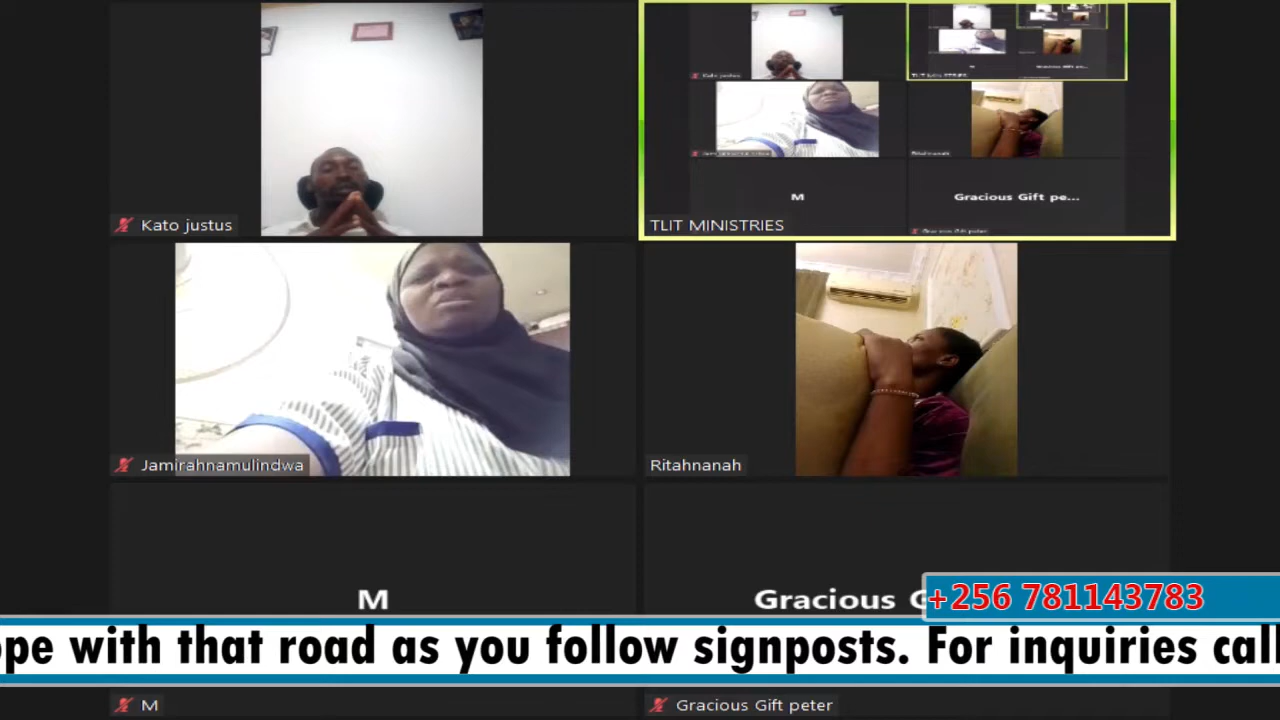 Kato justus
TLIT MINISTRIES
M
Gracious Gift pe...
Jamirahnamulindwa
Ritahnanah
M
Gracious
+256 781143783
with that road as you follow signposts. For inquiries call
M
Gracious Gift peter